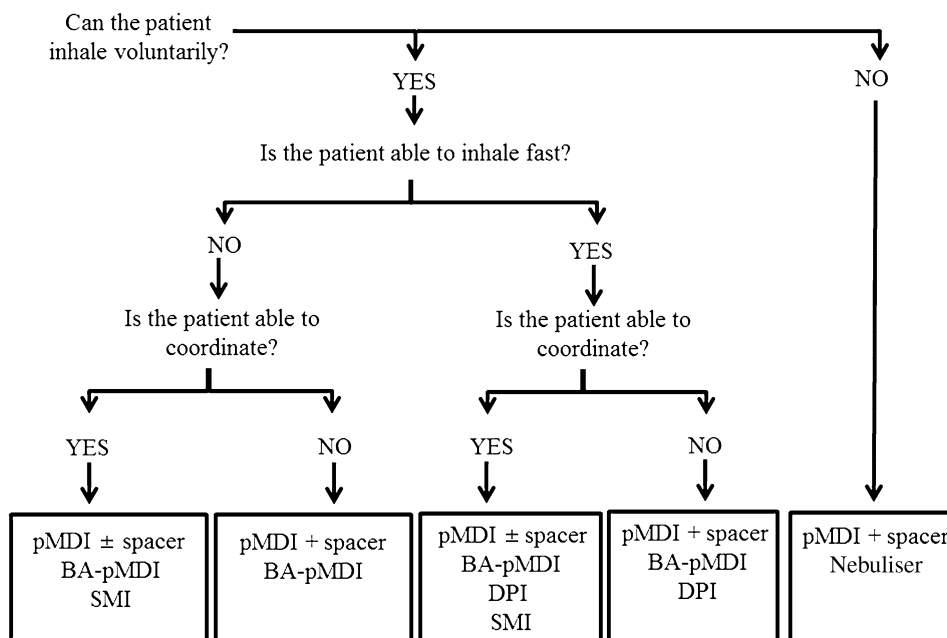 Can the patient
inhale voluntarily?
YES
NO
Is the patient able to inhale fast?
NO
YES
Is the patient able to
coordinate?
Is the patient able to
coordinate?
YES
NO
YES
NO
pMDI ± spacer
BA-pMDI
SMI
pMDI + spacer
BA-pMDI
pMDI ± spacer
BA-pMDI
DPI
SMI
pMDI + spacer
BA-pMDI
DPI
pMDI + spacer
Nebuliser